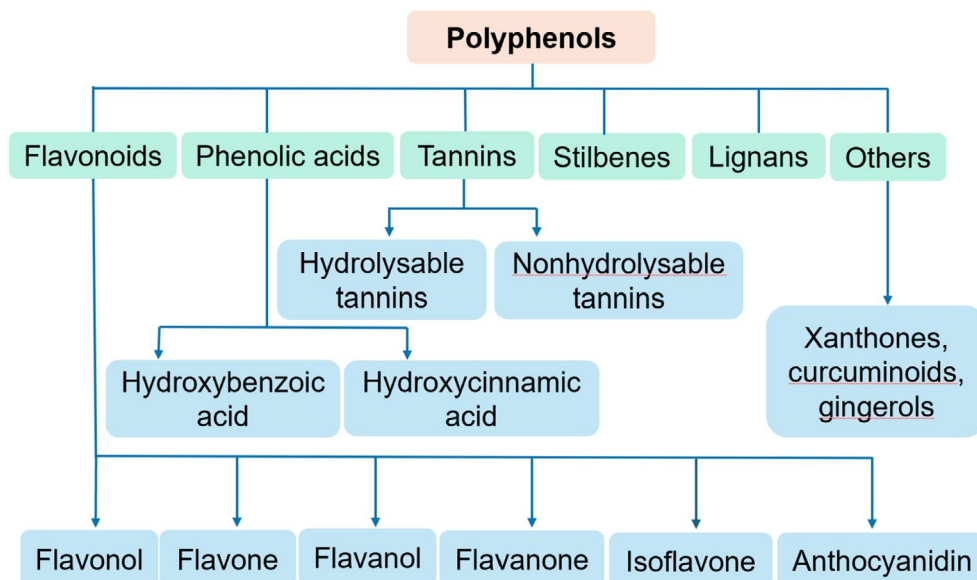 Polyphenols
Flavonoids
Phenolic acids
Tannins
Stilbenes
Lignans
Others
Hydrolysable
tannins
Nonhydrolysable
tannins
Xanthones,
curcuminoids,
gingerols
Hydroxybenzoic
acid
Hydroxycinnamic
acid
Flavonol
Flavone
Flavanol
Flavanone
Isoflavone
Anthocyanidin